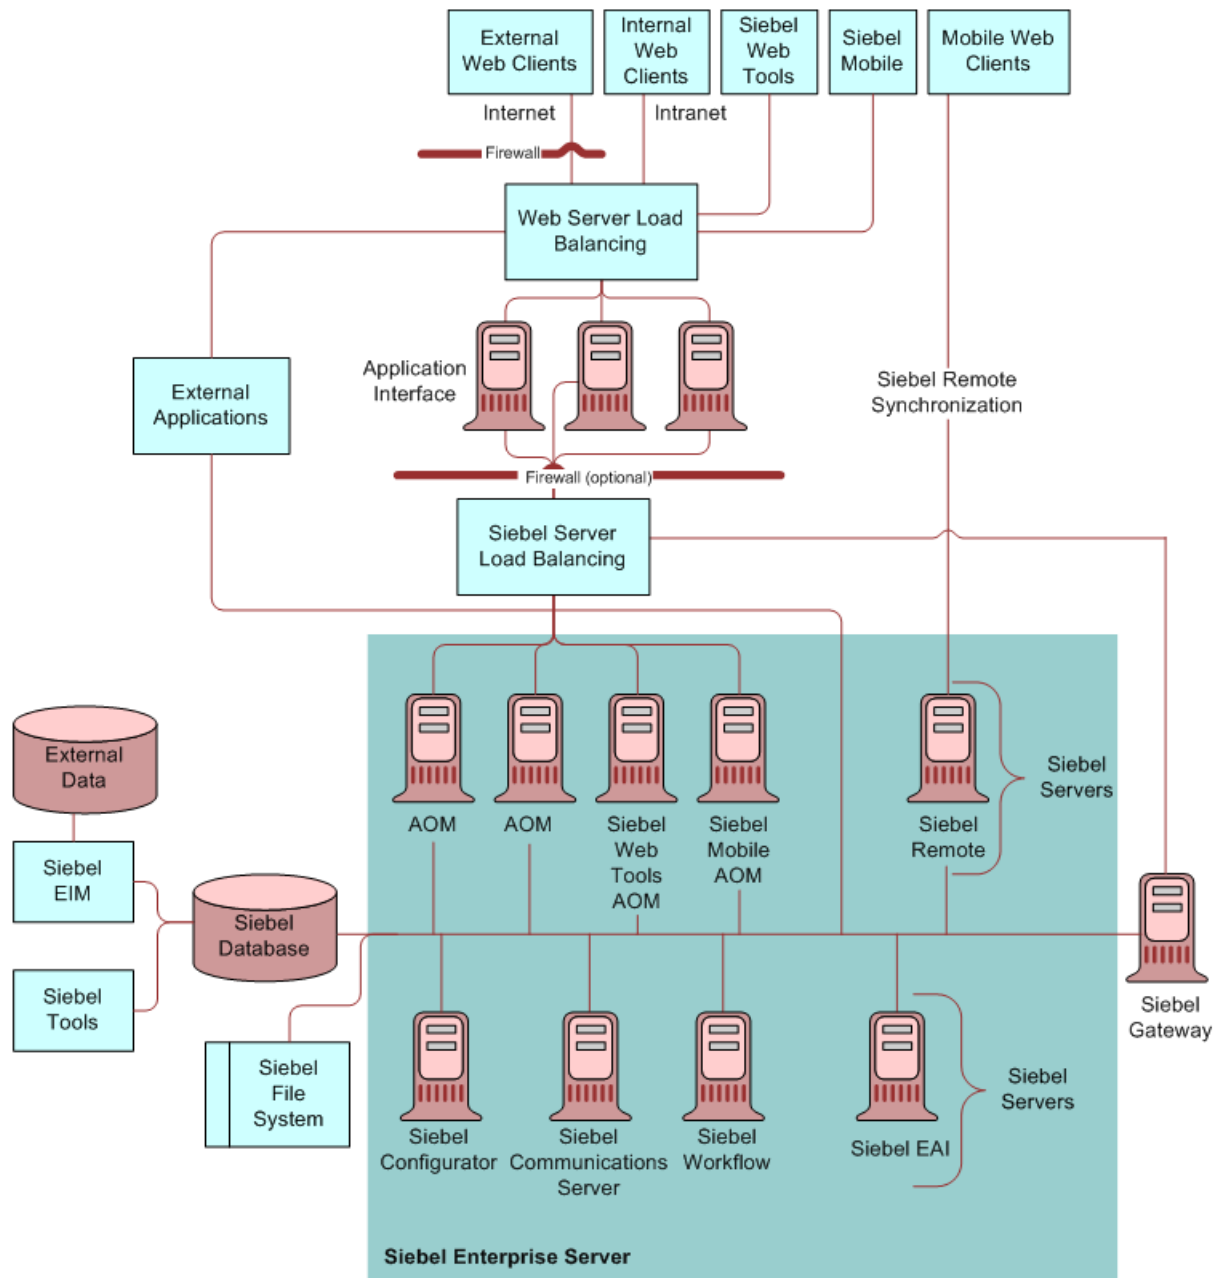 External
Web Clients
Internal
Web
Clients
Siebel
Web
Tools
Siebel
Mobile
Mobile Web
Clients
Internet
Intranet
Firewall
Web Server Load
Balancing
Application
Interface
External
Applications
Siebel Remote
Synchronization
Firewall (optional)
Siebel Server
Load Balancing
External
Data
AOM
AOM
Siebel
Web
Tools
AOM
Siebel
Mobile
AOM
Siebel
Remote
Siebel
Servers
Siebel
EIM
Siebel
Database
Siebel
Tools
Siebel
Gateway
Siebel
File
System
Siebel
Configurator
Siebel
Communications
Server
Siebel
Workflow
Siebel EAI
Siebel
Servers
Siebel Enterprise Server